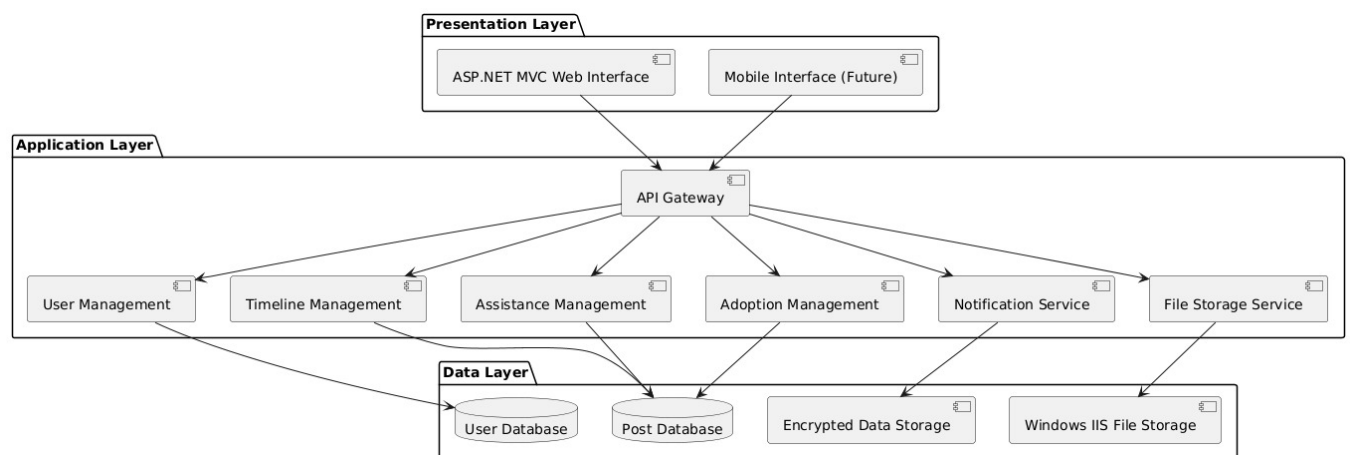 Presentation Layer
ASP.NET MVC Web Interface
Mobile Interface (Future)
Application Layer
API Gateway
User Management
Timeline Management
Assistance Management
Adoption Management
Notification Service
File Storage Service
Data Layer
User Database
Post Database
Encrypted Data Storage
Windows IIS File Storage